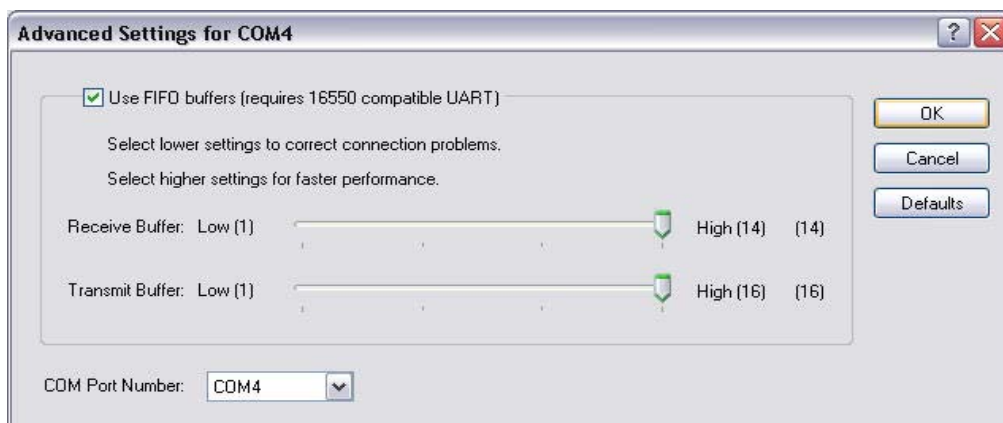 Advanced Settings for COM4
Use FIFO buffers (requires 16550 compatible UART)
OK
Select lower settings to correct connection problems.
Cancel
Select higher settings for faster performance.
Defaults
Receive Buffer: Low (1) High (14) (14)
Transmit Buffer: Low (1) High (16) (16)
COM Port Number: COM4